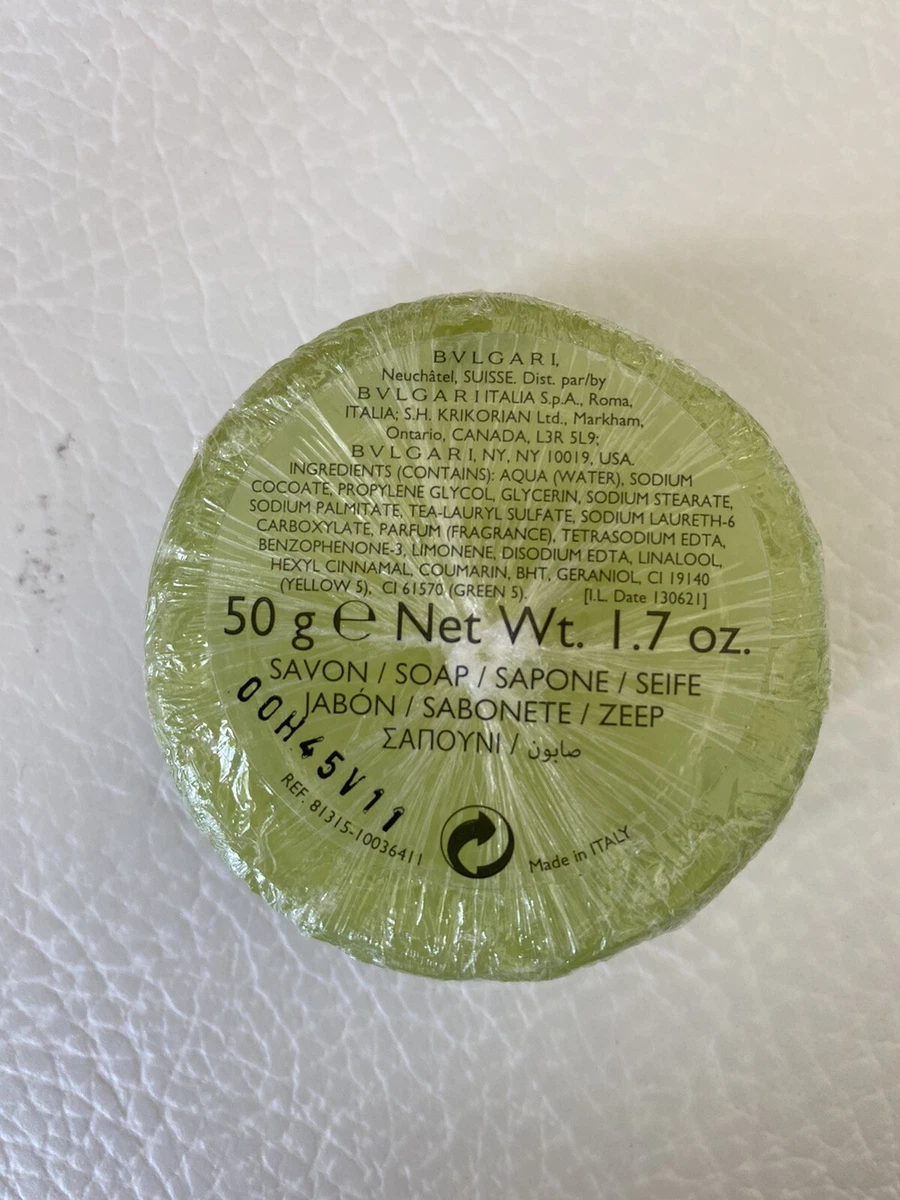 BVLGARI,
Neuchâtel, SUISSE. Dist. par/by
BVLGARI ITALIA S.p.A., Roma,
ITALIA; S.H. KRIKORIAN Ltd., Markham,
Ontario, CANADA, L3R 5L9;
BVLGARI, NY, NY 10019, USA.
INGREDIENTS (CONTAINS): AQUA (WATER), SODIUM
COCOATE, PROPYLENE GLYCOL, GLYCERIN, SODIUM STEARATE,
SODIUM PALMITATE, TEA-LAURYL SULFATE, SODIUM LAURETH-6
CARBOXYLATE, PARFUM (FRAGRANCE), TETRASODIUM EDTA,
BENZOPHENONE-3, LIMONENE, DISODIUM EDTA, LINALOOL,
HEXYL CINNAMAL, COUMARIN, BHT, GERANIOL, CI 19140
(YELLOW 5), CI 61570 (GREEN 5). [I.L. Date 130621]
50 g e Net Wt. 1.7 oz.
SAVON / SOAP / SAPONE / SEIFE
JABÓN / SABONETE / ZEEP
ΣΑΠΟΥΝΙ / صابون
00H45V11
REF. 81315-10036411
Made in ITALY